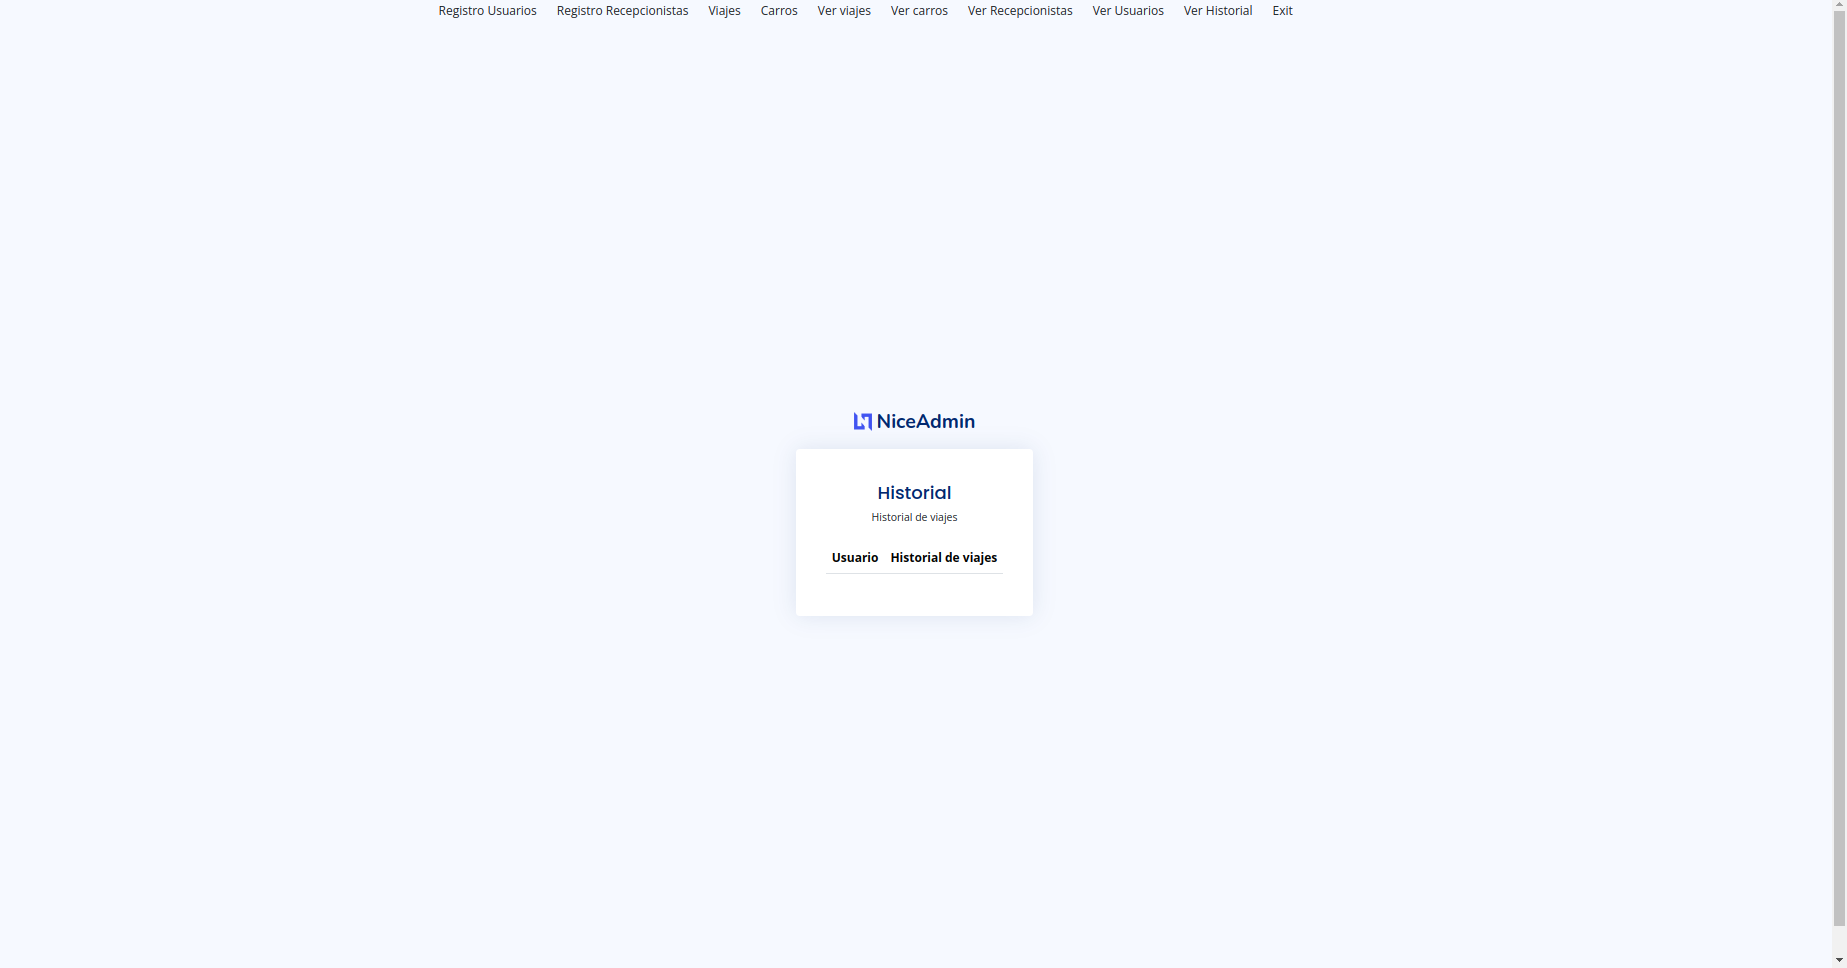 Registro Usuarios Registro Recepcionistas Viajes Carros Ver viajes Ver carros Ver Recepcionistas Ver Usuarios Ver Historial Exit
NiceAdmin
Historial
Historial de viajes
Usuario Historial de viajes